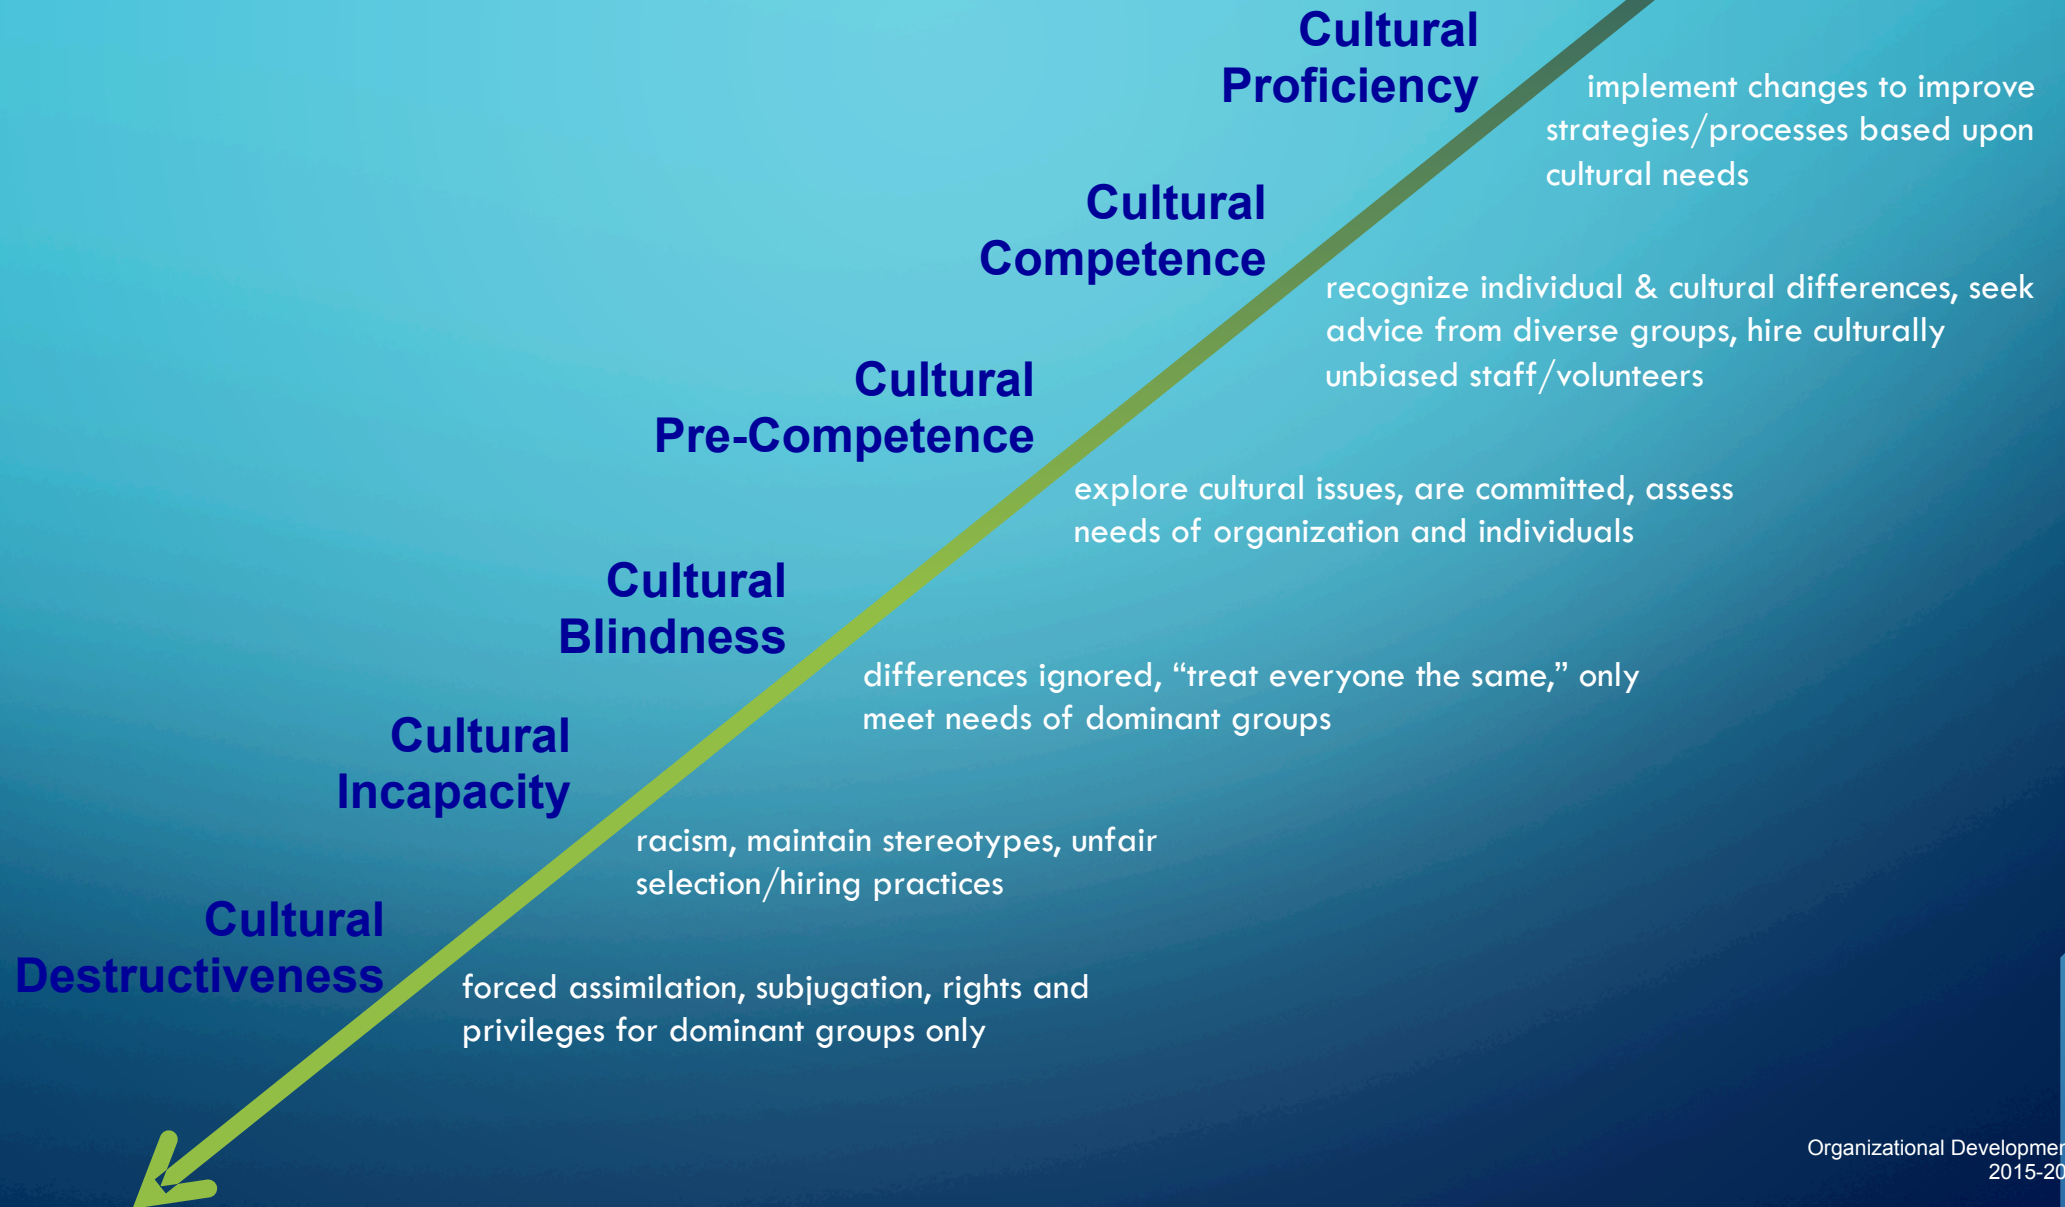 Cultural
Proficiency
implement changes to improve
strategies/processes based upon
cultural needs
Cultural
Competence
recognize individual & cultural differences, seek
advice from diverse groups, hire culturally
unbiased staff/volunteers
Cultural
Pre-Competence
explore cultural issues, are committed, assess
needs of organization and individuals
Cultural
Blindness
differences ignored, “treat everyone the same,” only
meet needs of dominant groups
Cultural
Incapacity
racism, maintain stereotypes, unfair
selection/hiring practices
Cultural
Destructiveness
forced assimilation, subjugation, rights and
privileges for dominant groups only
Organizational